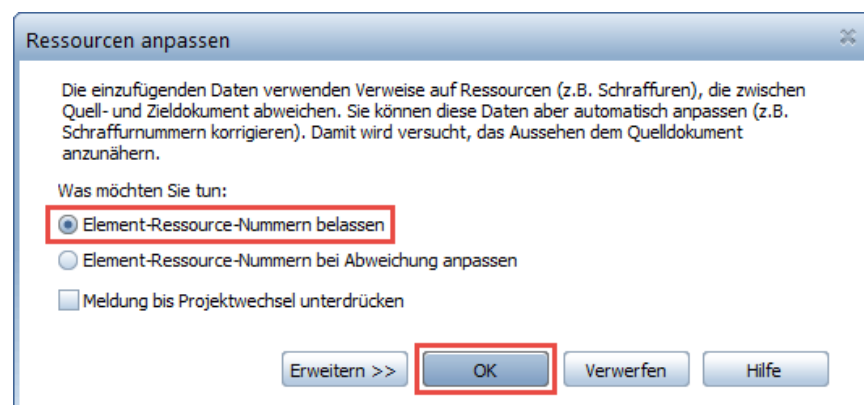 Ressourcen anpassen
Die einzufügenden Daten verwenden Verweise auf Ressourcen (z.B. Schraffuren), die zwischen
Quell- und Zieldokument abweichen. Sie können diese Daten aber automatisch anpassen (z.B.
Schraffurnummern korrigieren). Damit wird versucht, das Aussehen dem Quelldokument
anzunähern.
Was möchten Sie tun:
Element-Ressource-Nummern belassen
Element-Ressource-Nummern bei Abweichung anpassen
Meldung bis Projektwechsel unterdrücken
Erweitern >> OK Verwerfen Hilfe